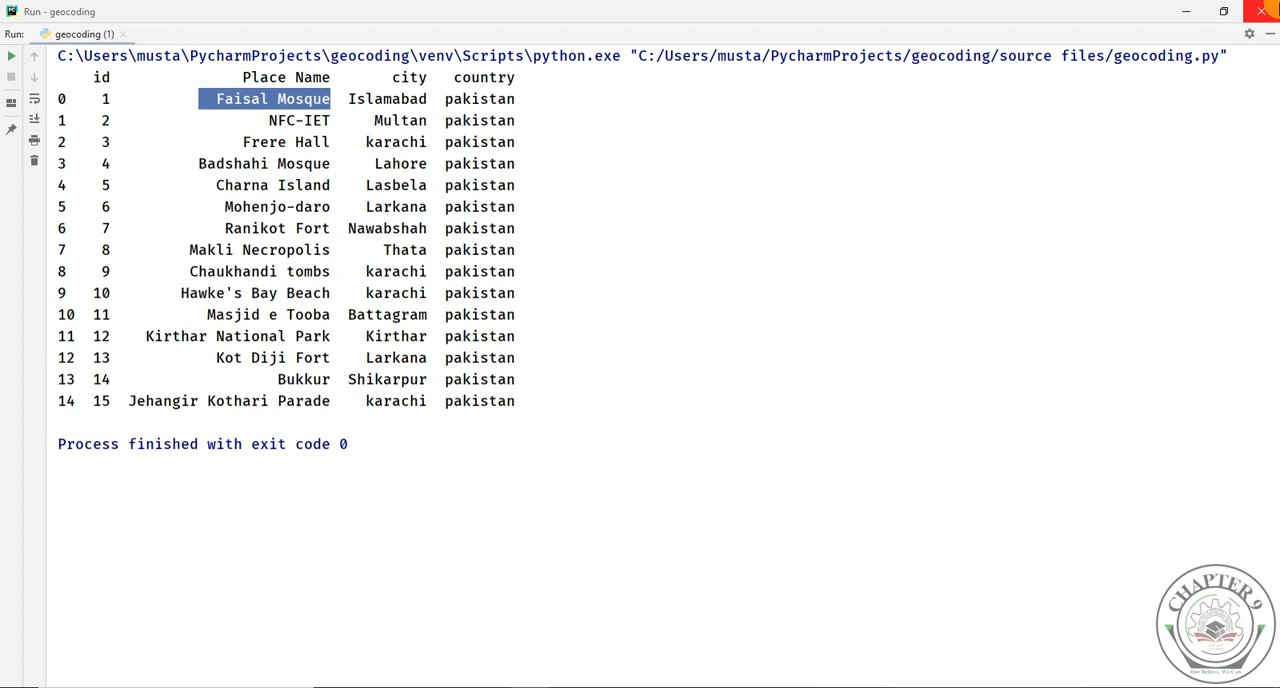 Run - geocoding
Run: geocoding (1)
C:\Users\musta\PycharmProjects\geocoding\venv\Scripts\python.exe "C:/Users/musta/PycharmProjects/geocoding/source files/geocoding.py"
id Place Name city country
0 1 Faisal Mosque Islamabad pakistan
1 2 NFC-IET Multan pakistan
2 3 Frere Hall karachi pakistan
3 4 Badshahi Mosque Lahore pakistan
4 5 Charna Island Lasbela pakistan
5 6 Mohenjo-daro Larkana pakistan
6 7 Ranikot Fort Nawabshah pakistan
7 8 Makli Necropolis Thata pakistan
8 9 Chaukhandi tombs karachi pakistan
9 10 Hawke's Bay Beach karachi pakistan
10 11 Masjid e Tooba Battagram pakistan
11 12 Kirthar National Park Kirthar pakistan
12 13 Kot Diji Fort Larkana pakistan
13 14 Bukkur Shikarpur pakistan
14 15 Jehangir Kothari Parade karachi pakistan
Process finished with exit code 0
CHAPTER 9
Our Believe, We Can